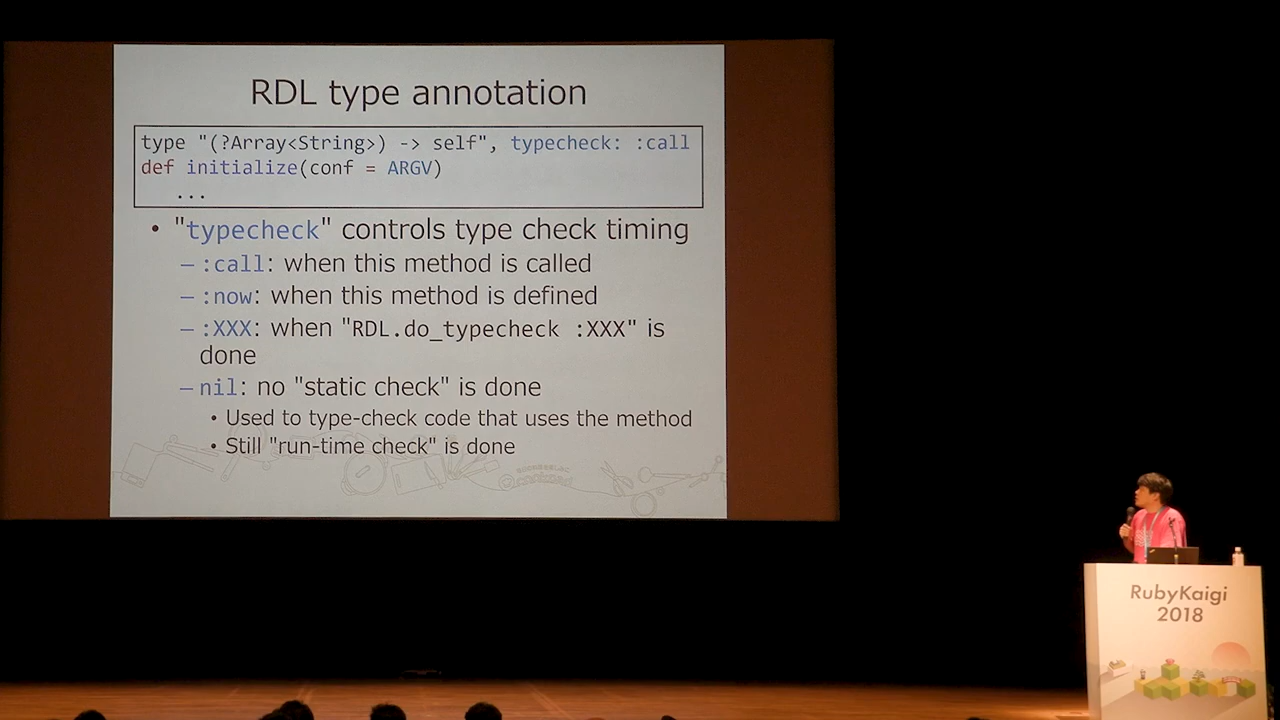 RDL type annotation
type "(?Array<String>) -> self", typecheck: :call
def initialize(conf = ARGV)
...
• "typecheck" controls type check timing
– :call: when this method is called
– :now: when this method is defined
– :XXX: when "RDL.do_typecheck :XXX" is
done
– nil: no "static check" is done
• Used to type-check code that uses the method
• Still "run-time check" is done
RubyKaigi
2018